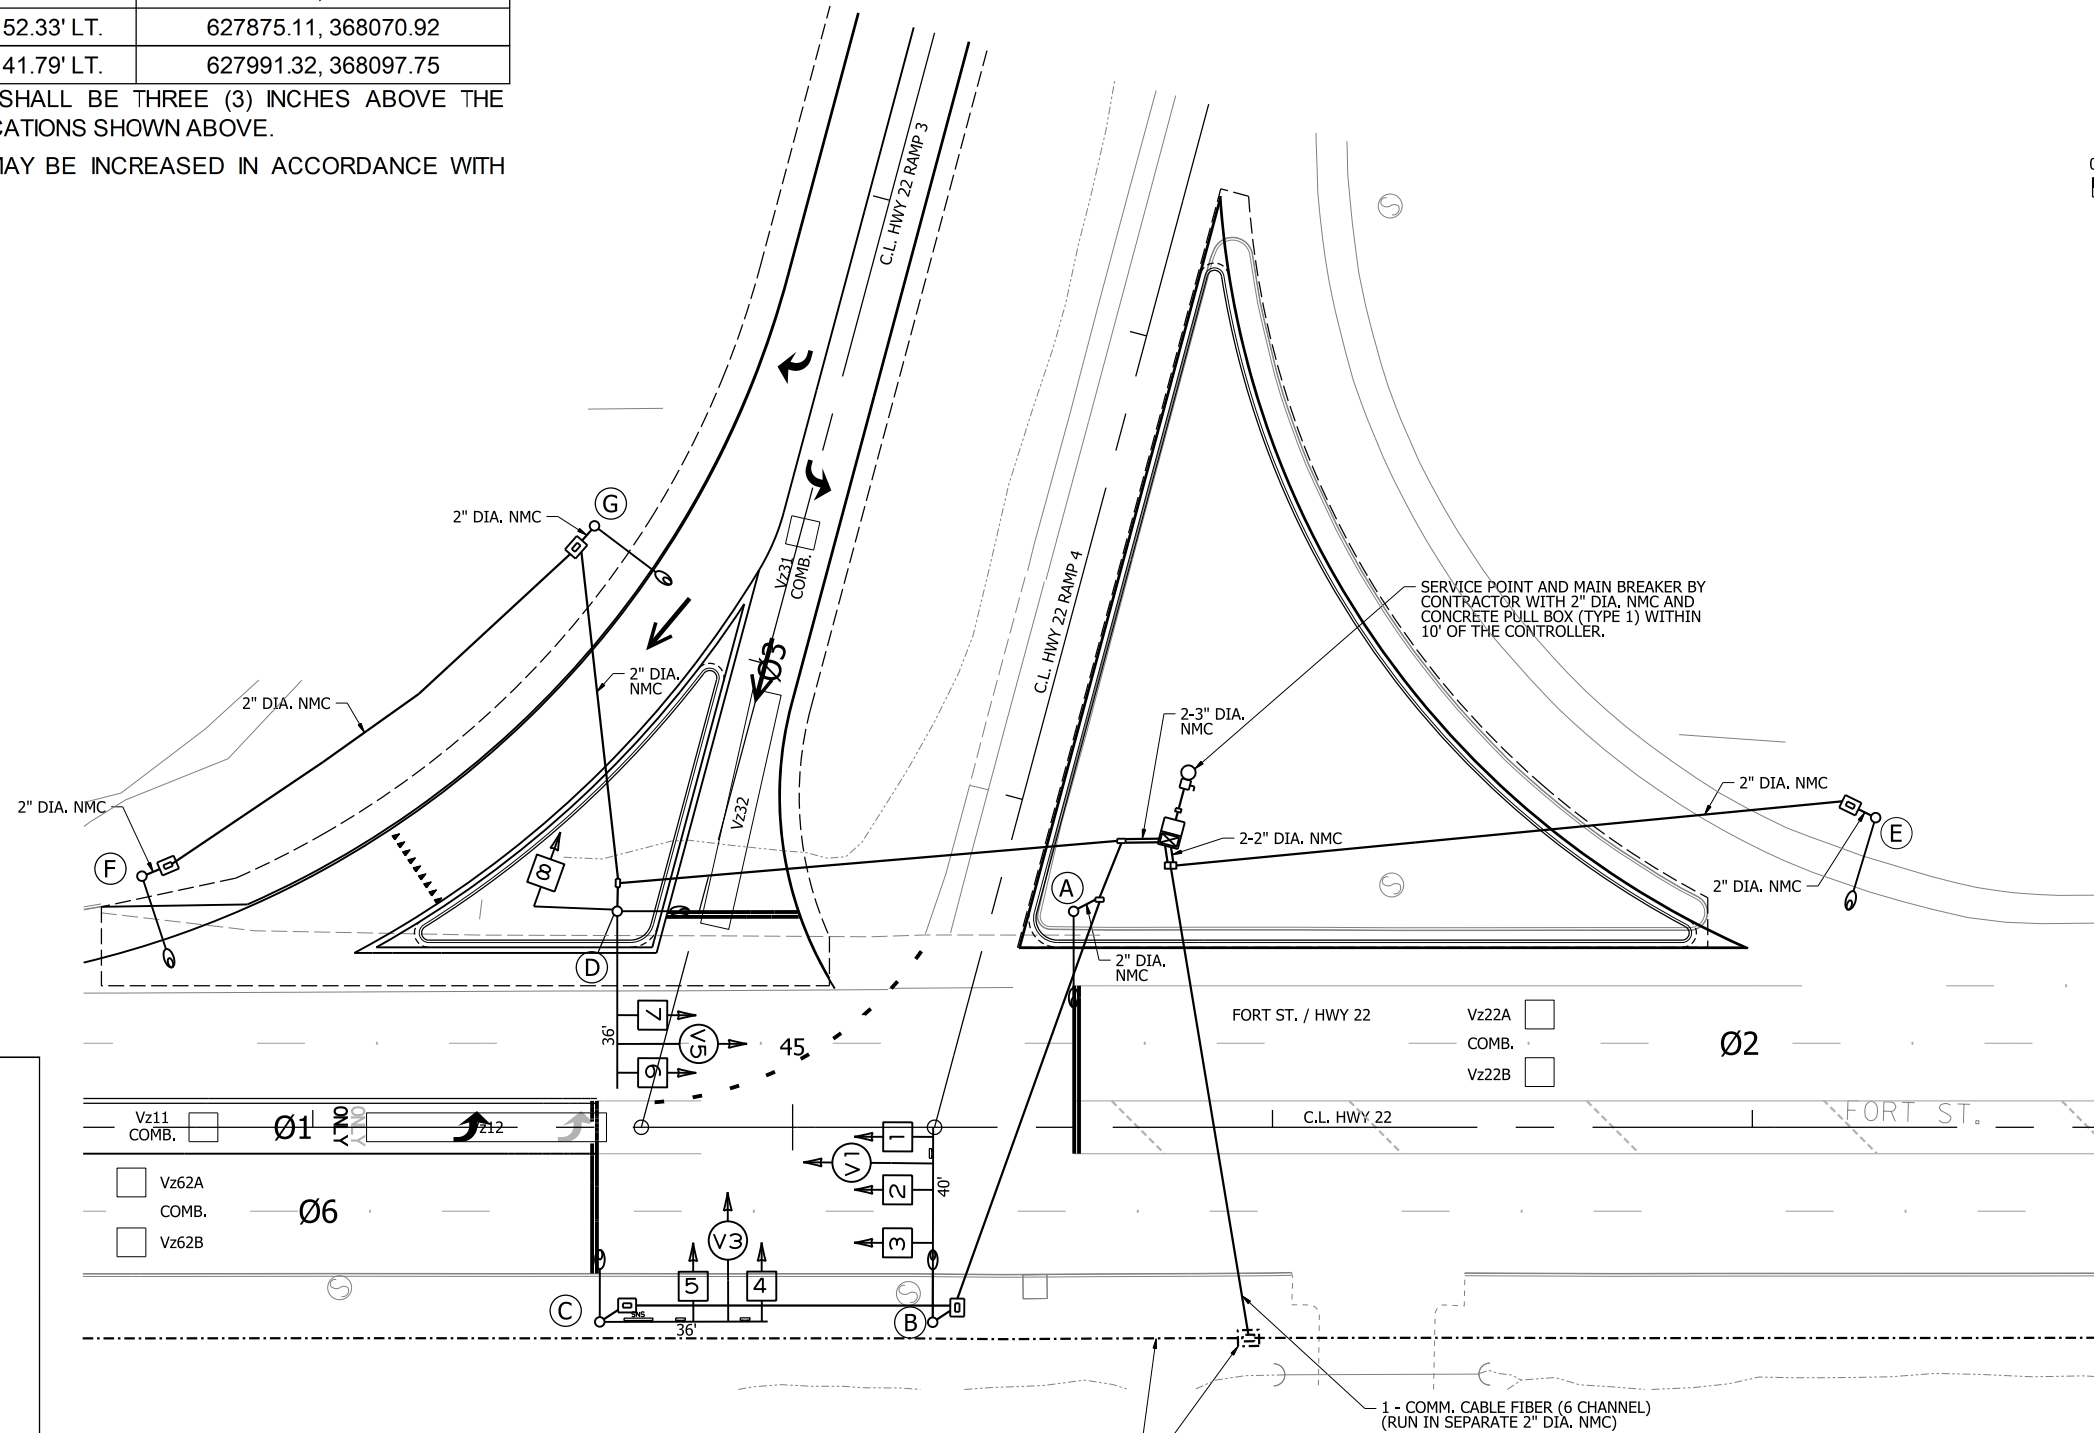 52.33' LT. 627875.11, 368070.92
41.79' LT. 627991.32, 368097.75
SHALL BE THREE (3) INCHES ABOVE THE
CATIONS SHOWN ABOVE.
MAY BE INCREASED IN ACCORDANCE WITH
C.L. HWY 22 RAMP 3
C.L. HWY 22 RAMP 4
G
2" DIA. NMC
Vz31
COMB.
SERVICE POINT AND MAIN BREAKER BY
CONTRACTOR WITH 2" DIA. NMC AND
CONCRETE PULL BOX (TYPE 1) WITHIN
10' OF THE CONTROLLER.
Ø3
2" DIA.
NMC
2" DIA. NMC
2-3" DIA.
NMC
2" DIA. NMC
2" DIA. NMC
Vz32
2-2" DIA. NMC
E
F
8
A
2" DIA. NMC
D
2" DIA.
NMC
7
36'
V5
45
6
FORT ST. / HWY 22
Vz22A
COMB.
Vz22B
Ø2
Vz11
COMB.
Ø1
ONLY
ONLY
z12
C.L. HWY 22
FORT ST.
1
V1
2
40'
3
Vz62A
COMB.
Vz62B
Ø6
V3
5
4
C
SNS
36'
B
1 - COMM. CABLE FIBER (6 CHANNEL)
(RUN IN SEPARATE 2" DIA. NMC)